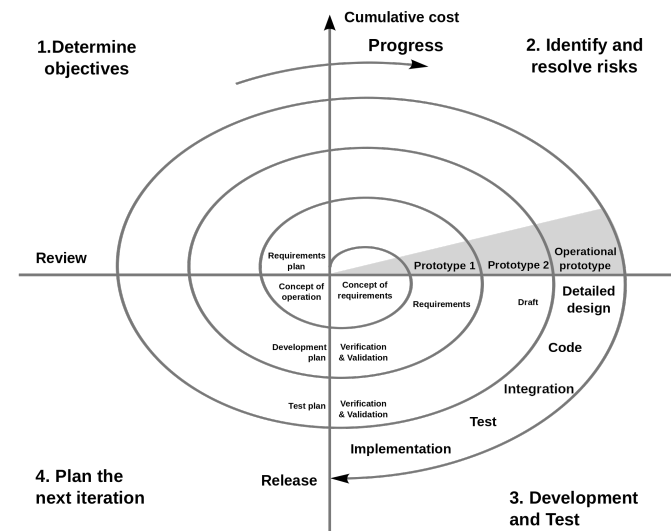 Cumulative cost
Progress
1.Determine
objectives
2. Identify and
resolve risks
Review
Requirements
plan
Prototype 1
Prototype 2
Operational
prototype
Concept of
operation
Concept of
requirements
Requirements
Draft
Detailed
design
Development
plan
Verification
& Validation
Code
Test plan
Verification
& Validation
Integration
Test
Implementation
Release
4. Plan the
next iteration
3. Development
and Test